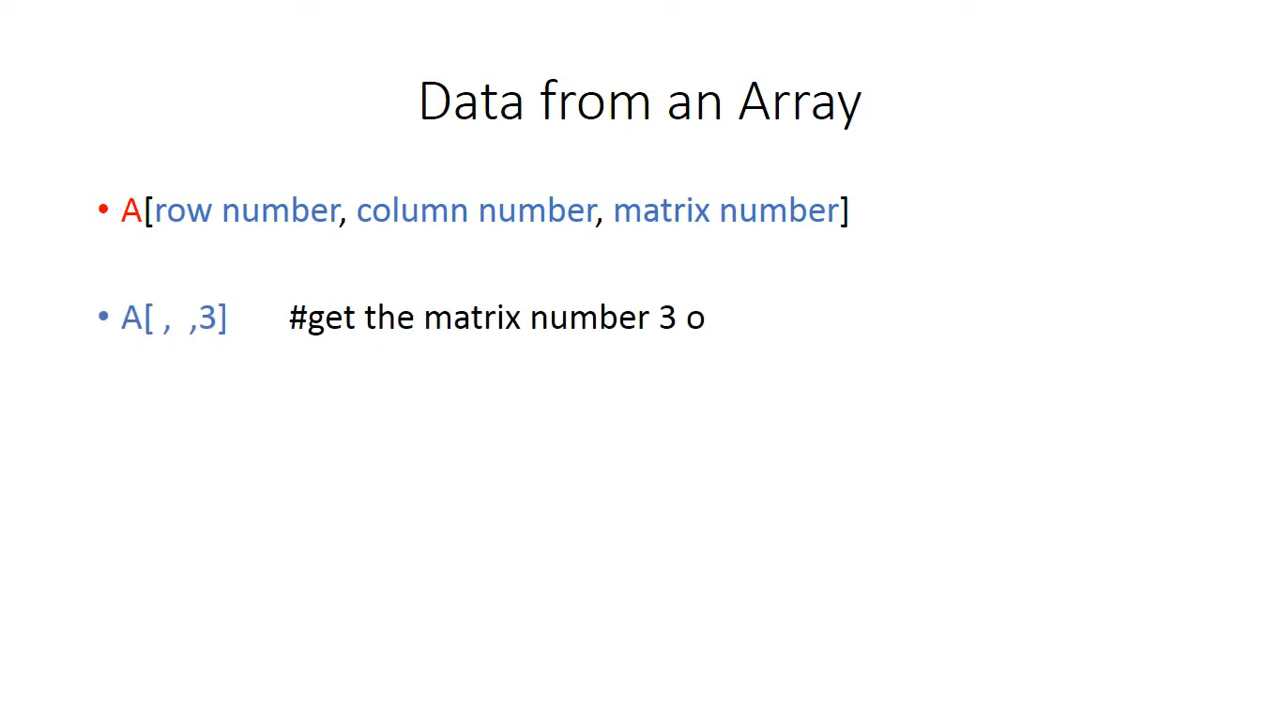 Data from an Array
• A[row number, column number, matrix number]
• A[ ,  ,3]      #get the matrix number 3 o